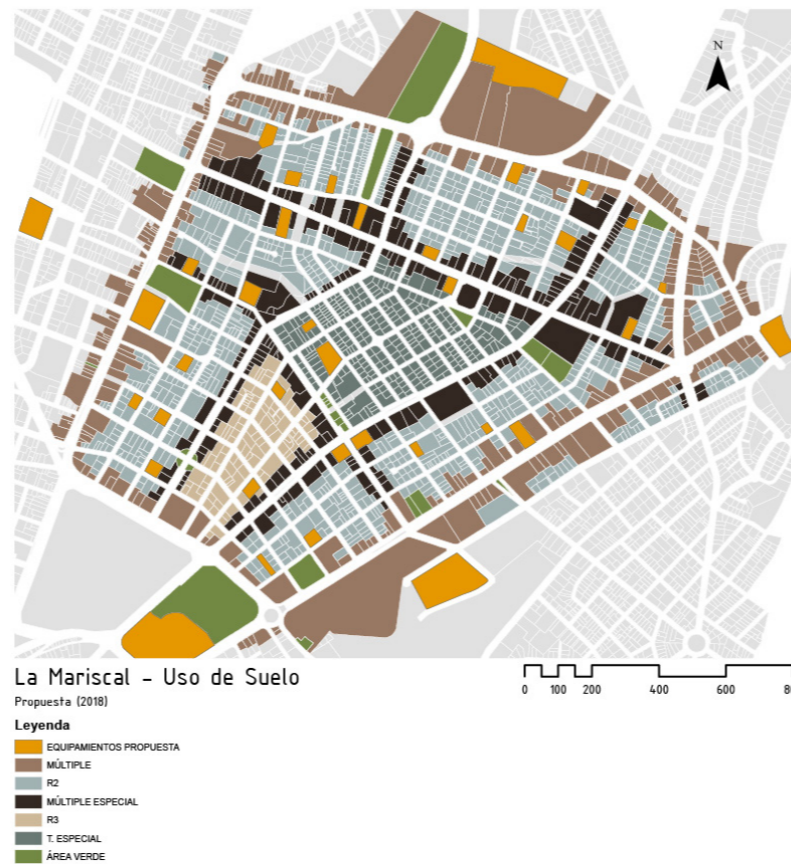 N
La Mariscal - Uso de Suelo
Propuesta (2018)
0 100 200 400 600
Leyenda
EQUIPAMIENTOS PROPUESTA
MÚLTIPLE
R2
MÚLTIPLE ESPECIAL
R3
T. ESPECIAL
ÁREA VERDE